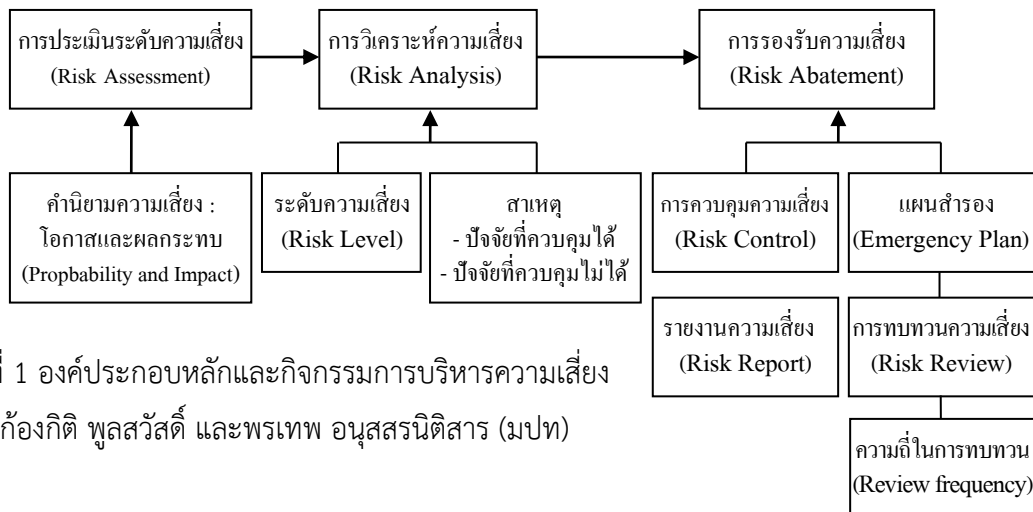 การประเมินระดับความเสี่ยง
(Risk Assessment)
การวิเคราะห์ความเสี่ยง
(Risk Analysis)
การรองรับความเสี่ยง
(Risk Abatement)
คำนิยามความเสี่ยง :
โอกาสและผลกระทบ
(Propbability and Impact)
ระดับความเสี่ยง
(Risk Level)
สาเหตุ
- ปัจจัยที่ควบคุมได้
- ปัจจัยที่ควบคุมไม่ได้
การควบคุมความเสี่ยง
(Risk Control)
แผนสำรอง
(Emergency Plan)
รายงานความเสี่ยง
(Risk Report)
การทบทวนความเสี่ยง
(Risk Review)
ความถี่ในการทบทวน
(Review frequency)
ที่ 1 องค์ประกอบหลักและกิจกรรมการบริหารความเสี่ยง
ก้องกิติ พูลสวัสดิ์ และพรเทพ อนุสสรนิติสาร (มปท)